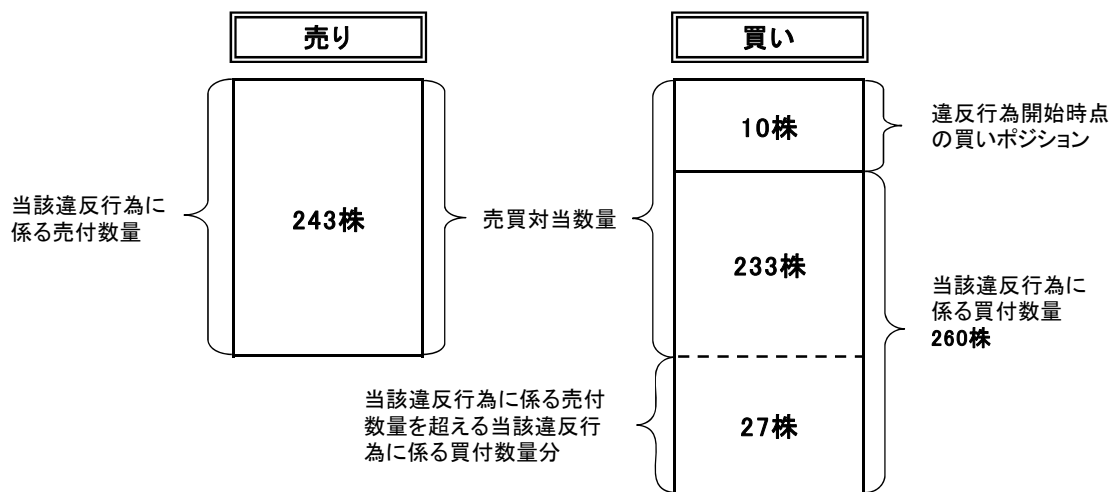 売り
買い
10株
違反行為開始時点
の買いポジション
当該違反行為に
係る売付数量
243株
売買対当数量
233株
当該違反行為に
係る買付数量
260株
当該違反行為に係る売付
数量を超える当該違反行
為に係る買付数量分
27株